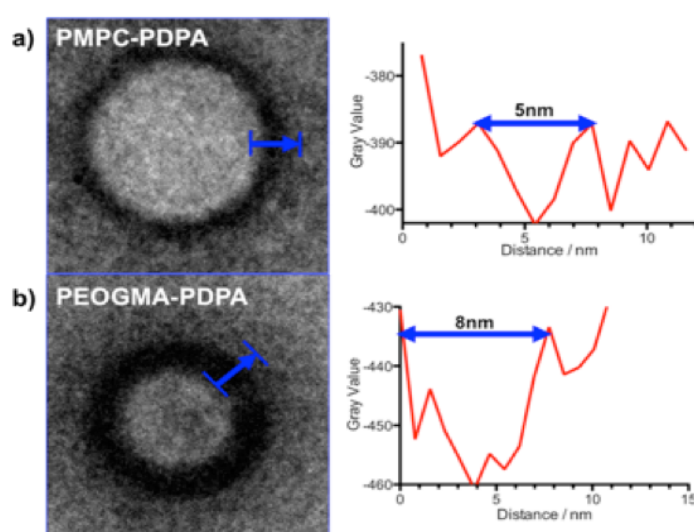 a)
PMPC-PDPA
5nm
Gray Value
-380
-390
-400
0
5
10
Distance / nm
b)
PEOGMA-PDPA
8nm
Gray Value
-430
-440
-450
-460
0
5
10
15
Distance / nm